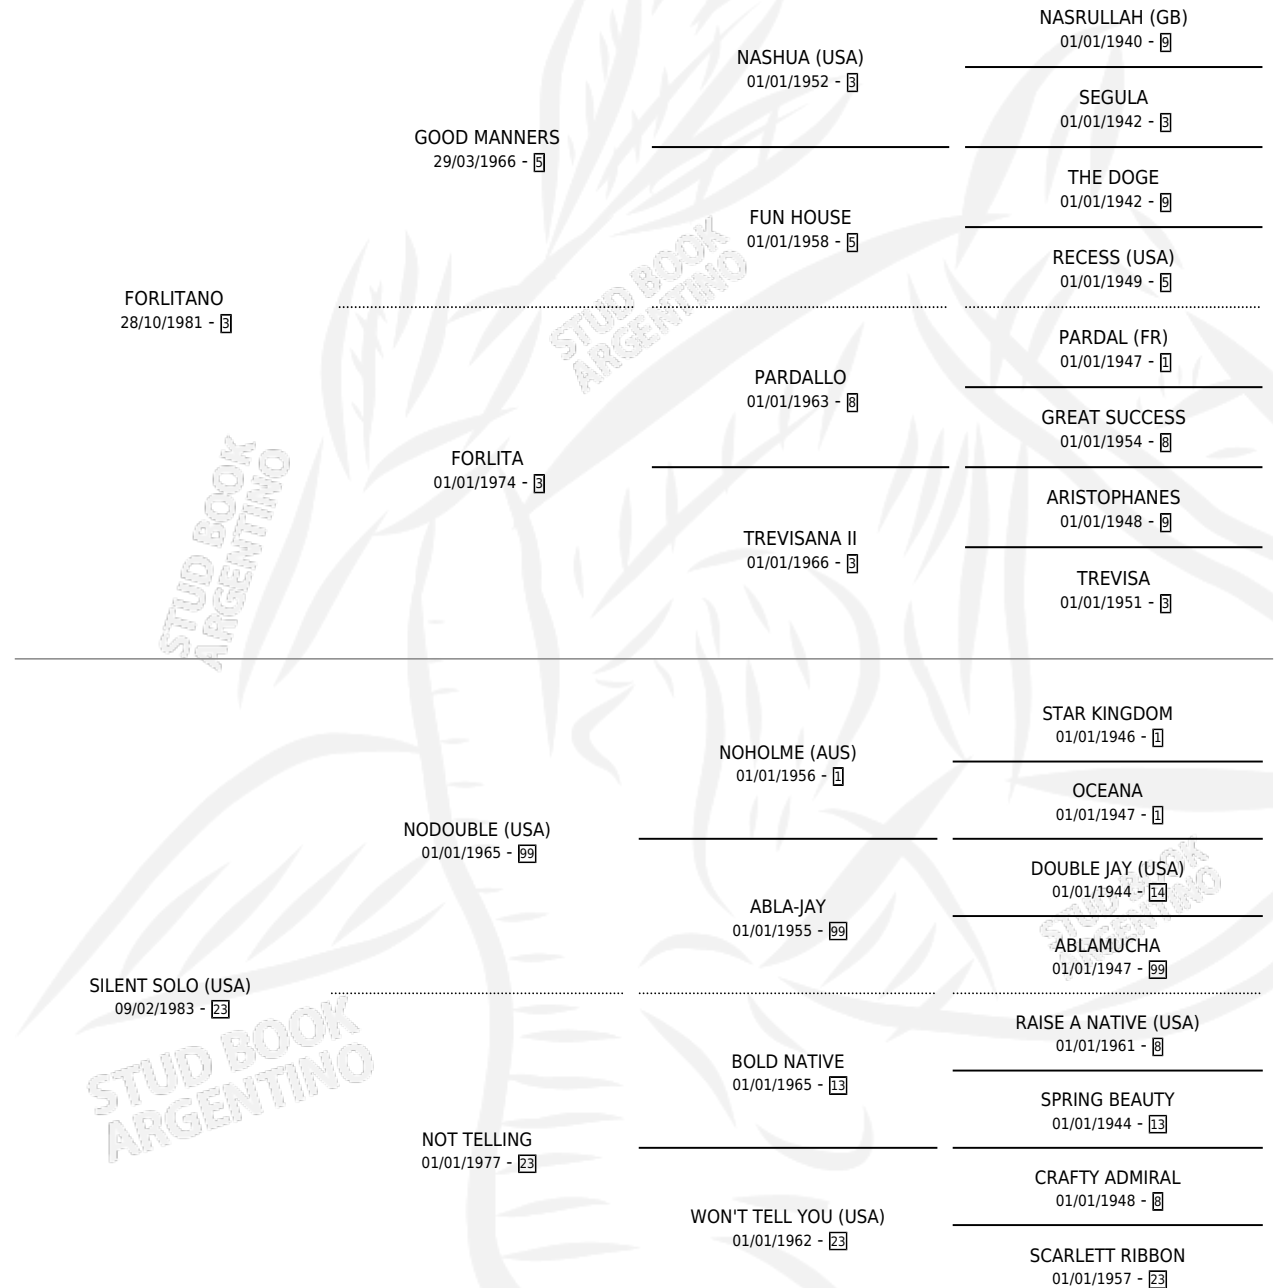 NASRULLAH (GB)
01/01/1940 - 9
NASHUA (USA)
01/01/1952 - 3
SEGULA
01/01/1942 - 3
GOOD MANNERS
29/03/1966 - 5
THE DOGE
01/01/1942 - 9
FUN HOUSE
01/01/1958 - 5
RECESS (USA)
01/01/1949 - 5
FORLITANO
28/10/1981 - 3
PARDAL (FR)
01/01/1947 - 1
PARDALLO
01/01/1963 - 8
GREAT SUCCESS
01/01/1954 - 8
FORLITA
01/01/1974 - 3
ARISTOPHANES
01/01/1948 - 9
TREVISANA II
01/01/1966 - 3
TREVISA
01/01/1951 - 3
STAR KINGDOM
01/01/1946 - 1
NOHOLME (AUS)
01/01/1956 - 1
OCEANA
01/01/1947 - 1
NODOUBLE (USA)
01/01/1965 - 99
DOUBLE JAY (USA)
01/01/1944 - 14
ABLA-JAY
01/01/1955 - 99
ABLAMUCHA
01/01/1947 - 99
SILENT SOLO (USA)
09/02/1983 - 23
RAISE A NATIVE (USA)
01/01/1961 - 8
BOLD NATIVE
01/01/1965 - 13
SPRING BEAUTY
01/01/1944 - 13
NOT TELLING
01/01/1977 - 23
CRAFTY ADMIRAL
01/01/1948 - 8
WON'T TELL YOU (USA)
01/01/1962 - 23
SCARLETT RIBBON
01/01/1957 - 23
STUD BOOK
ARGENTINO
STUD BOOK
ARGENTINO
STUD BOOK
ARGENTINO
STUD BOOK
ARGENTINO